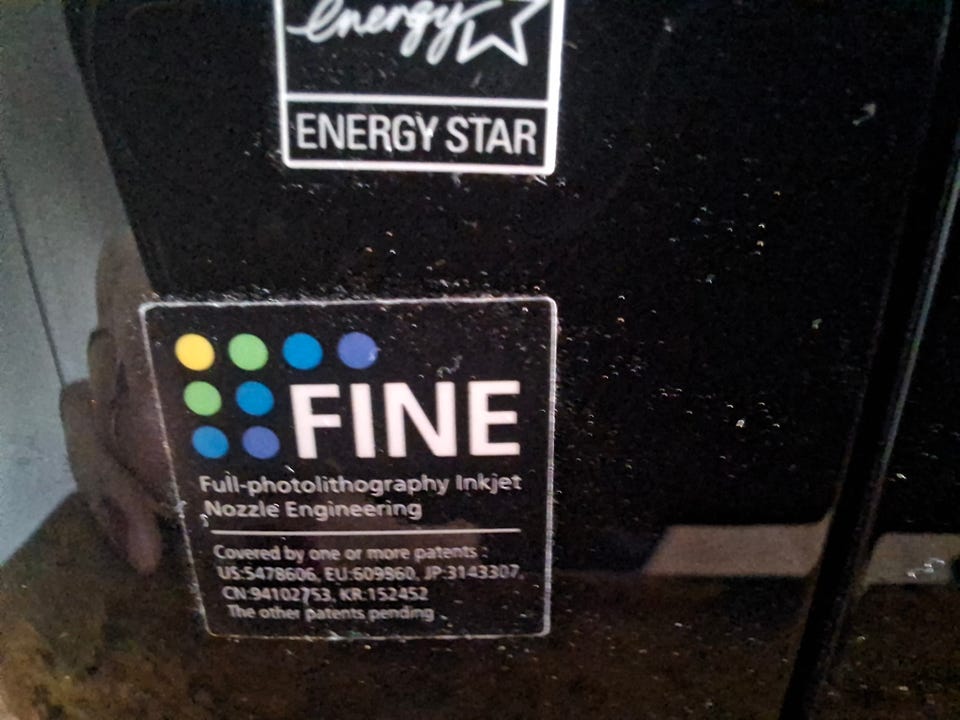 energy
ENERGY STAR
FINE
Full-photolithography Inkjet
Nozzle Engineering
Covered by one or more patents :
US:5478606, EU:609860, JP:3143307,
CN:94102753, KR:152452
The other patents pending